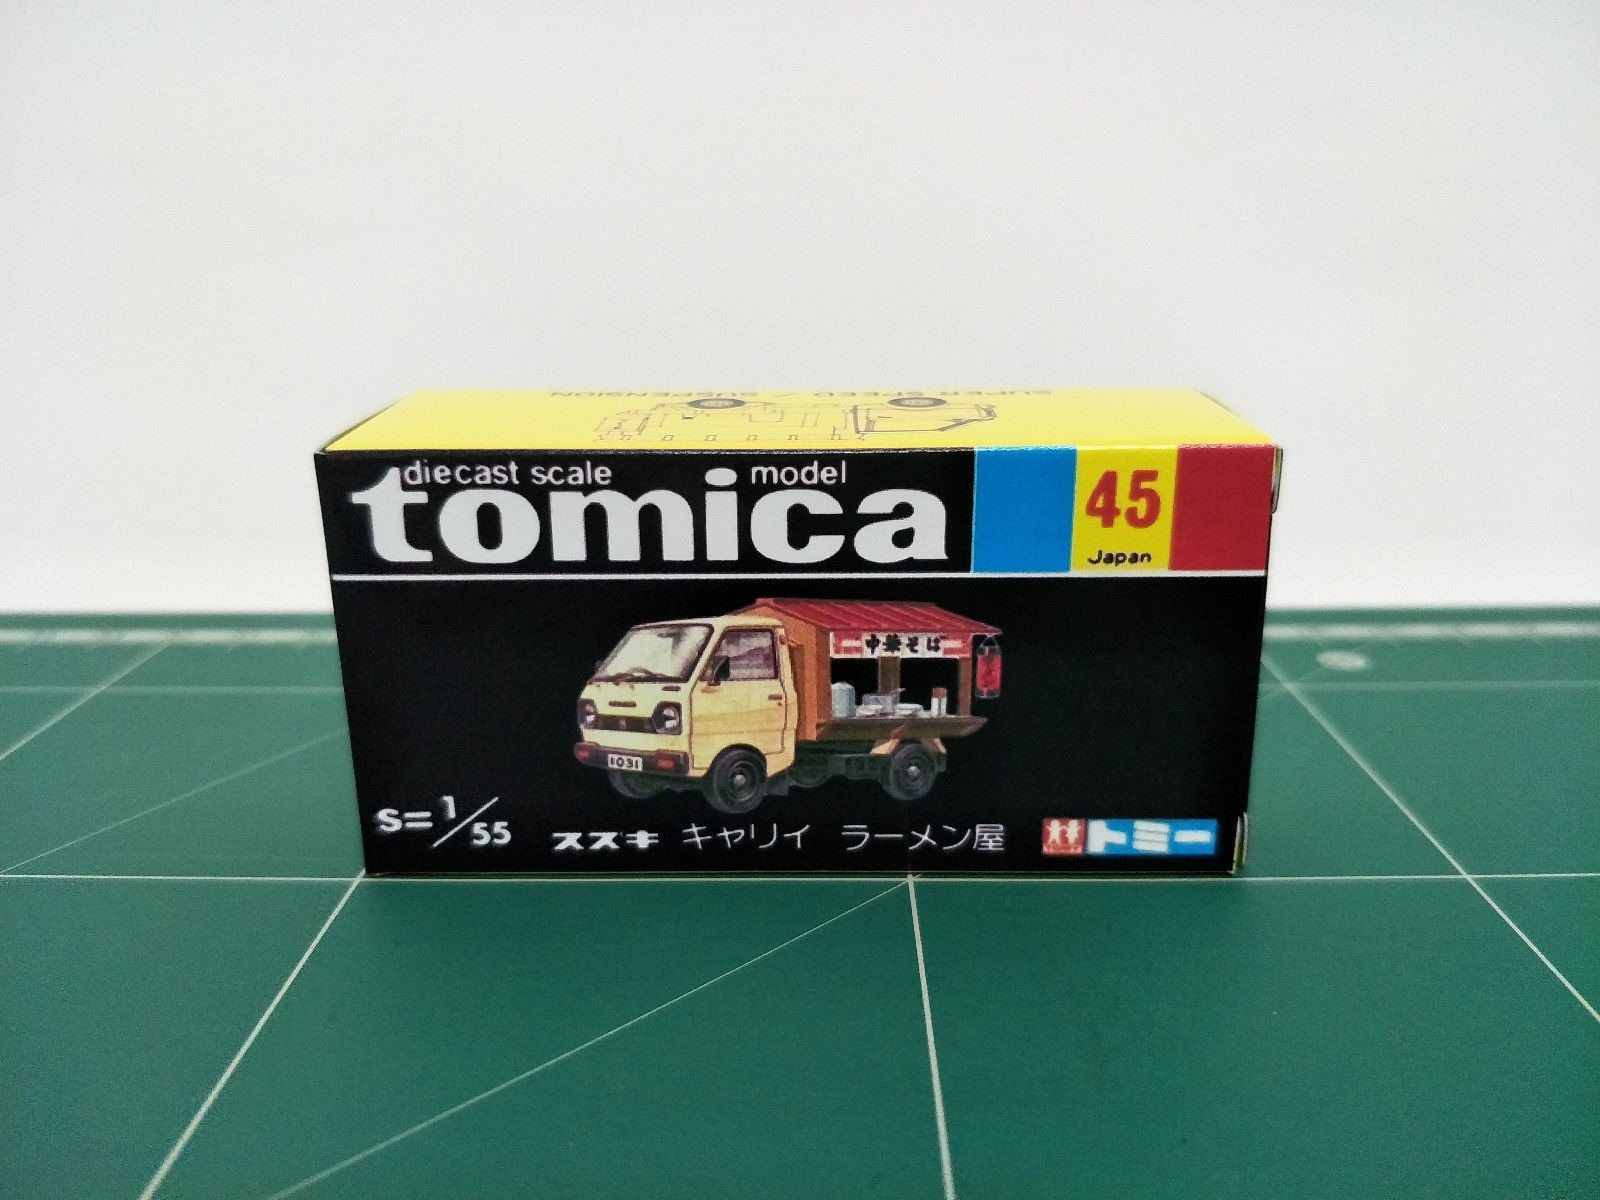 SUPER SPEED / SUSPENSION
diecast scale model
tomica
45
Japan
中華そば
1031
S=1/55
スズキ キャリイ ラーメン屋
トミー